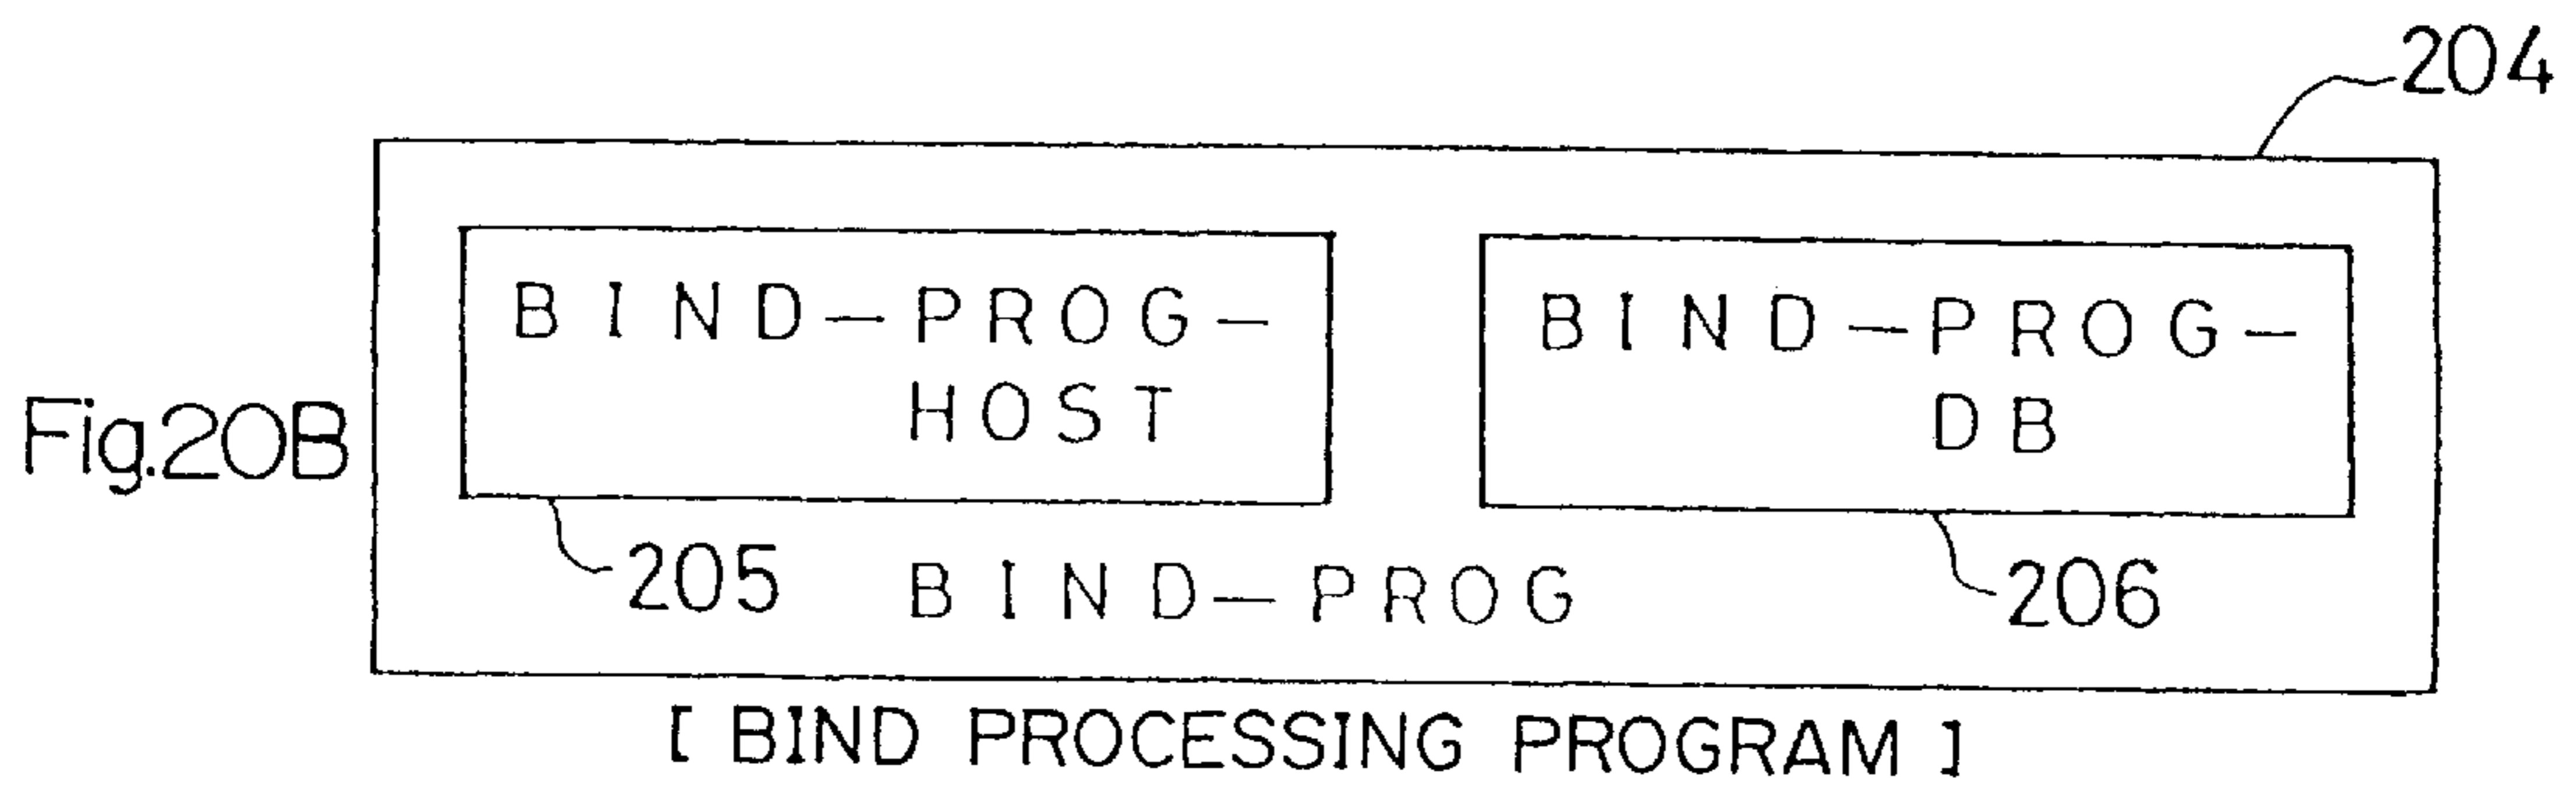 204
BIND-PROG-
HOST
BIND-PROG-
DB
Fig.20B
205
BIND-PROG
206
[ BIND PROCESSING PROGRAM ]